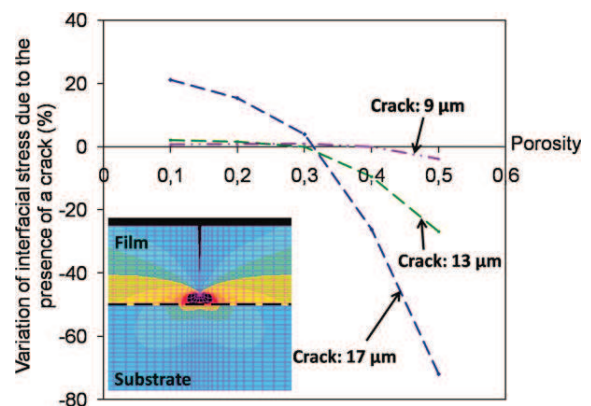 Variation of interfacial stress due to the
presence of a crack (%)
40
20
0
-20
-40
-60
-80
0
0,1
0,2
0,3
0,4
0,5
0.6
Porosity
Crack: 9 µm
Crack: 13 µm
Crack: 17 µm
Film
Substrate